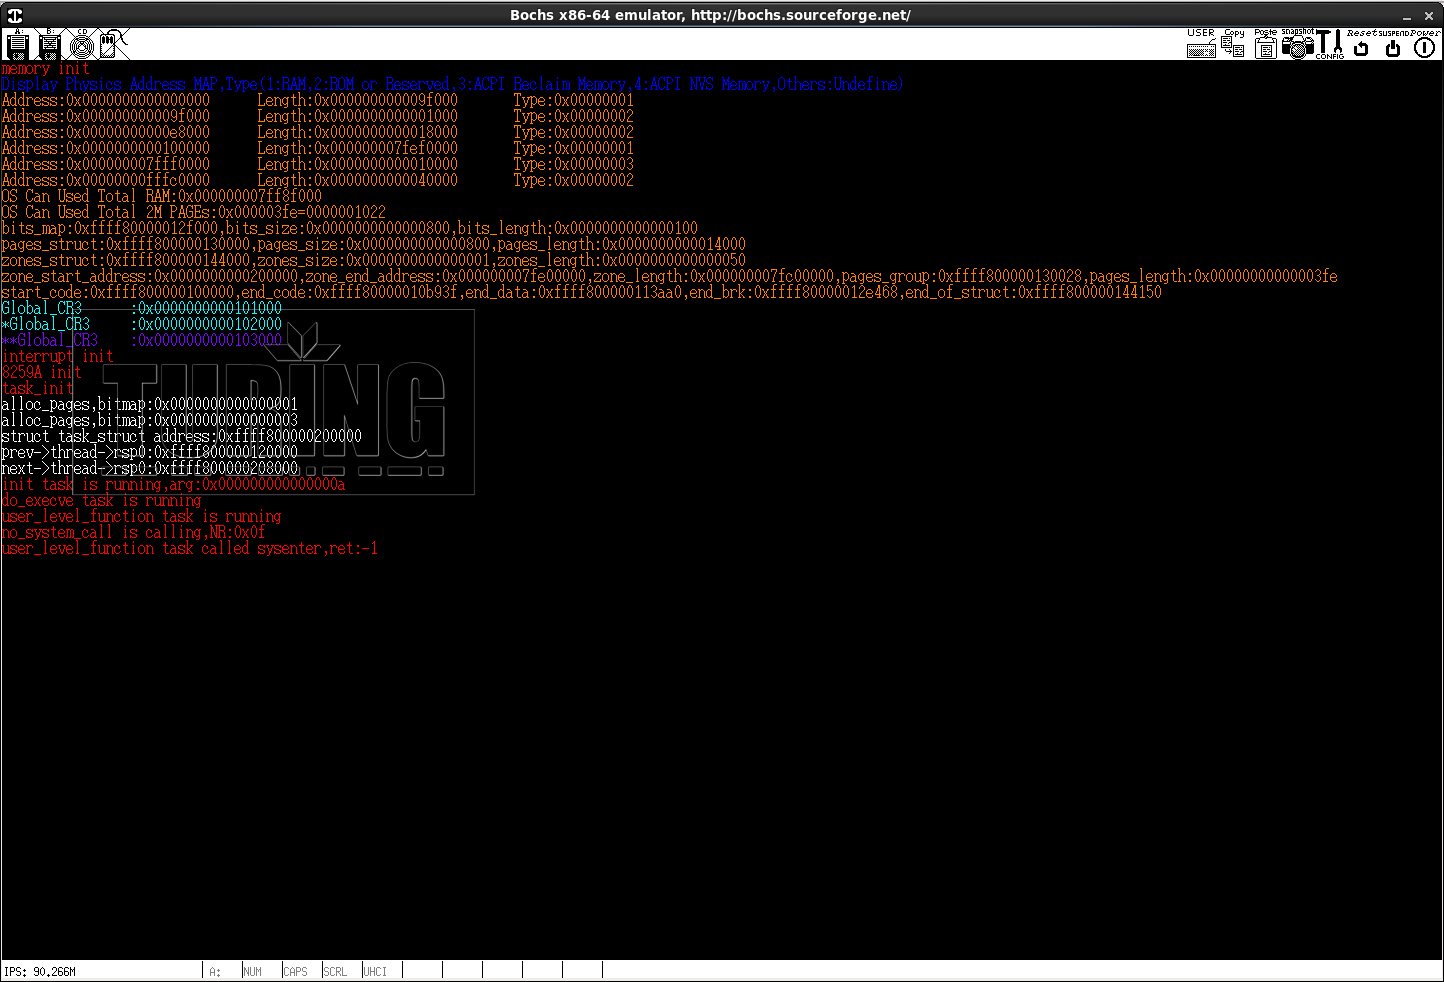 Bochs x86-64 emulator, http://bochs.sourceforge.net/
A: B: CD USER Copy Paste snapshot CONFIG Reset SUSPEND Power
memory init
Display Physics Address MAP,Type(1:RAM,2:ROM or Reserved,3:ACPI Reclaim Memory,4:ACPI NVS Memory,Others:Undefine)
Address:0x0000000000000000 Length:0x000000000009f000 Type:0x00000001
Address:0x000000000009f000 Length:0x0000000000001000 Type:0x00000002
Address:0x00000000000e8000 Length:0x0000000000018000 Type:0x00000002
Address:0x0000000000100000 Length:0x000000007fef0000 Type:0x00000001
Address:0x000000007fff0000 Length:0x0000000000010000 Type:0x00000003
Address:0x00000000fffc0000 Length:0x0000000000040000 Type:0x00000002
OS Can Used Total RAM:0x000000007ff8f000
OS Can Used Total 2M PAGEs:0x000003fe=0000001022
bits_map:0xffff80000012f000,bits_size:0x0000000000000800,bits_length:0x0000000000000100
pages_struct:0xffff800000130000,pages_size:0x0000000000000800,pages_length:0x0000000000014000
zones_struct:0xffff800000144000,zones_size:0x0000000000000001,zones_length:0x0000000000000050
zone_start_address:0x0000000000200000,zone_end_address:0x000000007fe00000,zone_length:0x000000007fc00000,pages_group:0xffff800000130028,pages_length:0x00000000000003fe
start_code:0xffff800000100000,end_code:0xffff80000010b93f,end_data:0xffff800000113aa0,end_brk:0xffff80000012e468,end_of_struct:0xffff800000144150
Global_CR3 :0x0000000000101000
*Global_CR3 :0x0000000000102000
**Global_CR3 :0x0000000000103000
interrupt init
8259A init
task_init
alloc_pages,bitmap:0x0000000000000001
alloc_pages,bitmap:0x0000000000000003
struct task_struct address:0xffff800000200000
prev->thread->rsp0:0xffff800000120000
next->thread->rsp0:0xffff800000208000
init task is running,arg:0x000000000000000a
do_execve task is running
user_level_function task is running
no_system_call is calling,NR:0x0f
user_level_function task called sysenter,ret:-1
TURING
IPS: 90.266M A: NUM CAPS SCRL UHCI